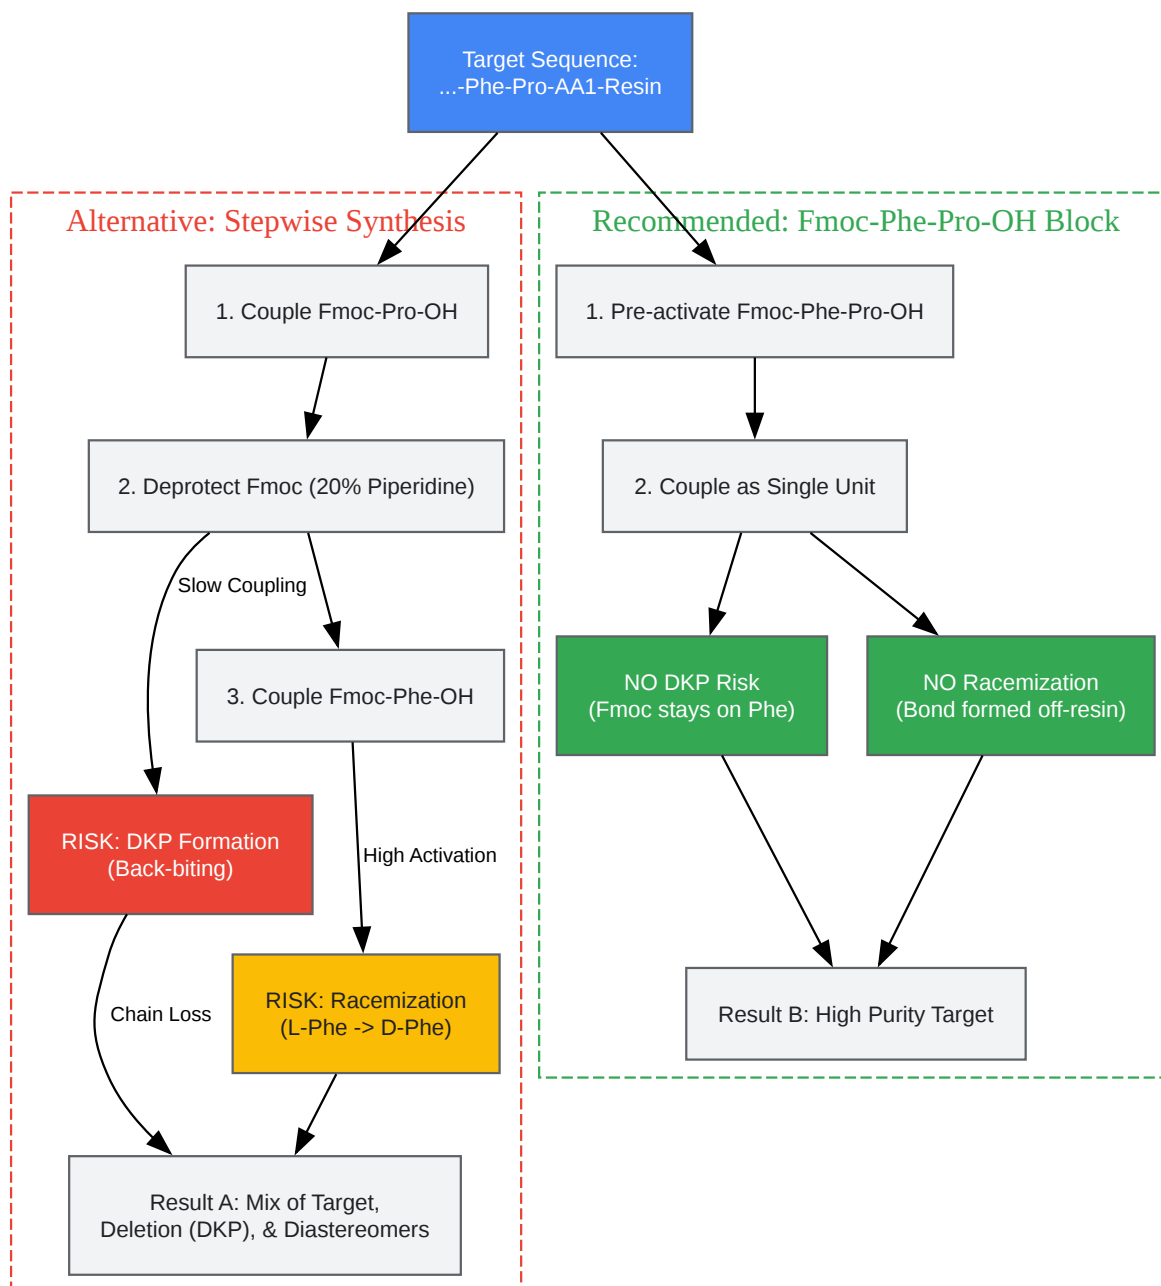 Target Sequence:
...-Phe-Pro-AA1-Resin
Alternative: Stepwise Synthesis
1. Couple Fmoc-Pro-OH
2. Deprotect Fmoc (20% Piperidine)
Slow Coupling
3. Couple Fmoc-Phe-OH
RISK: DKP Formation
(Back-biting)
High Activation
Chain Loss
RISK: Racemization
(L-Phe -> D-Phe)
Result A: Mix of Target,
Deletion (DKP), & Diastereomers
Recommended: Fmoc-Phe-Pro-OH Block
1. Pre-activate Fmoc-Phe-Pro-OH
2. Couple as Single Unit
NO DKP Risk
(Fmoc stays on Phe)
NO Racemization
(Bond formed off-resin)
Result B: High Purity Target